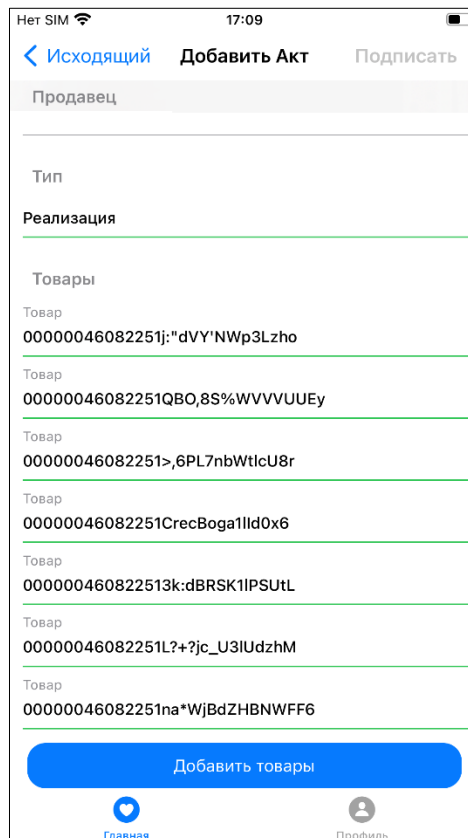 Нет SIM 17:09
Исходящий Добавить Акт Подписать
Продавец
Тип
Реализация
Товары
Товар
00000046082251j:"dVY'NWp3Lzho
Товар
00000046082251QBO,8S%WVVVUUEy
Товар
00000046082251>,6PL7nbWtlcU8r
Товар
00000046082251CrecBoga1lId0x6
Товар
000000460822513k:dBRSK1lPSUtL
Товар
00000046082251L?+?jc_U3lUdzhM
Товар
00000046082251na*WjBdZHBNWFF6
Добавить товары
Главная Профиль